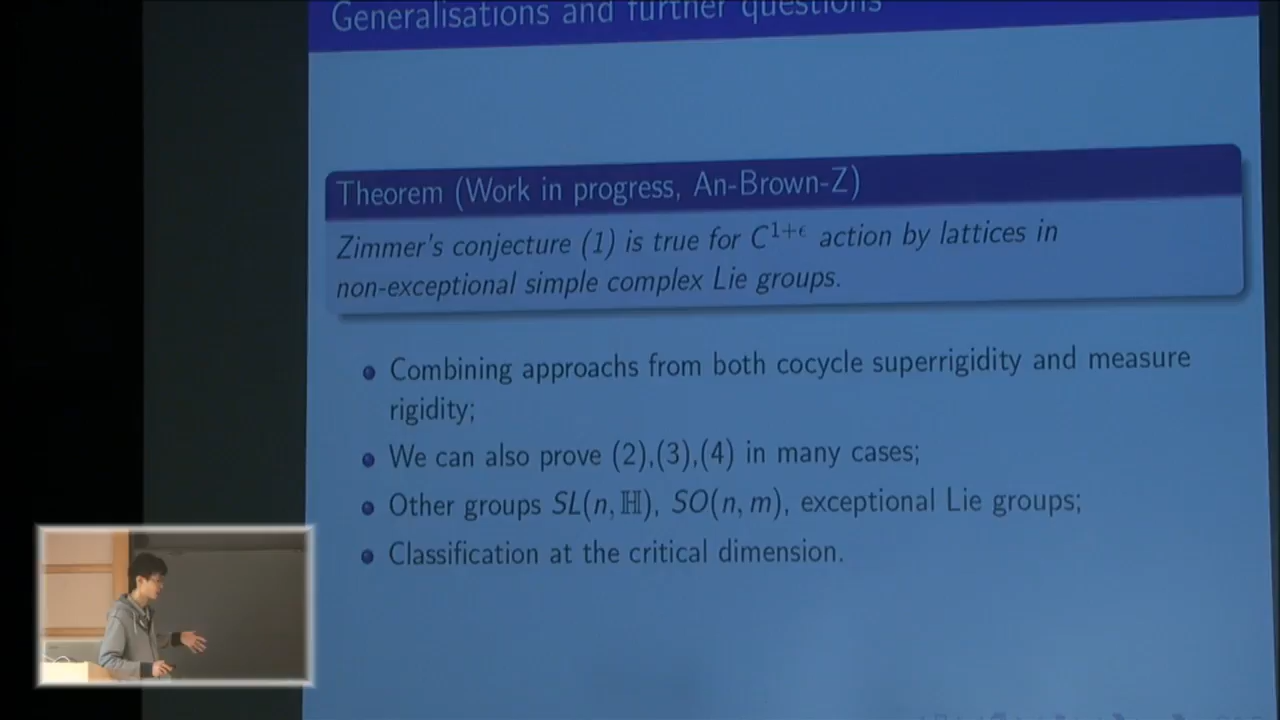 Generalisations and further questions
Theorem (Work in progress, An-Brown-Z)
Zimmer's conjecture (1) is true for C^{1+ϵ} action by lattices in
non-exceptional simple complex Lie groups.
Combining approachs from both cocycle superrigidity and measure
rigidity;
We can also prove (2),(3),(4) in many cases;
Other groups SL(n, ℍ), SO(n, m), exceptional Lie groups;
Classification at the critical dimension.